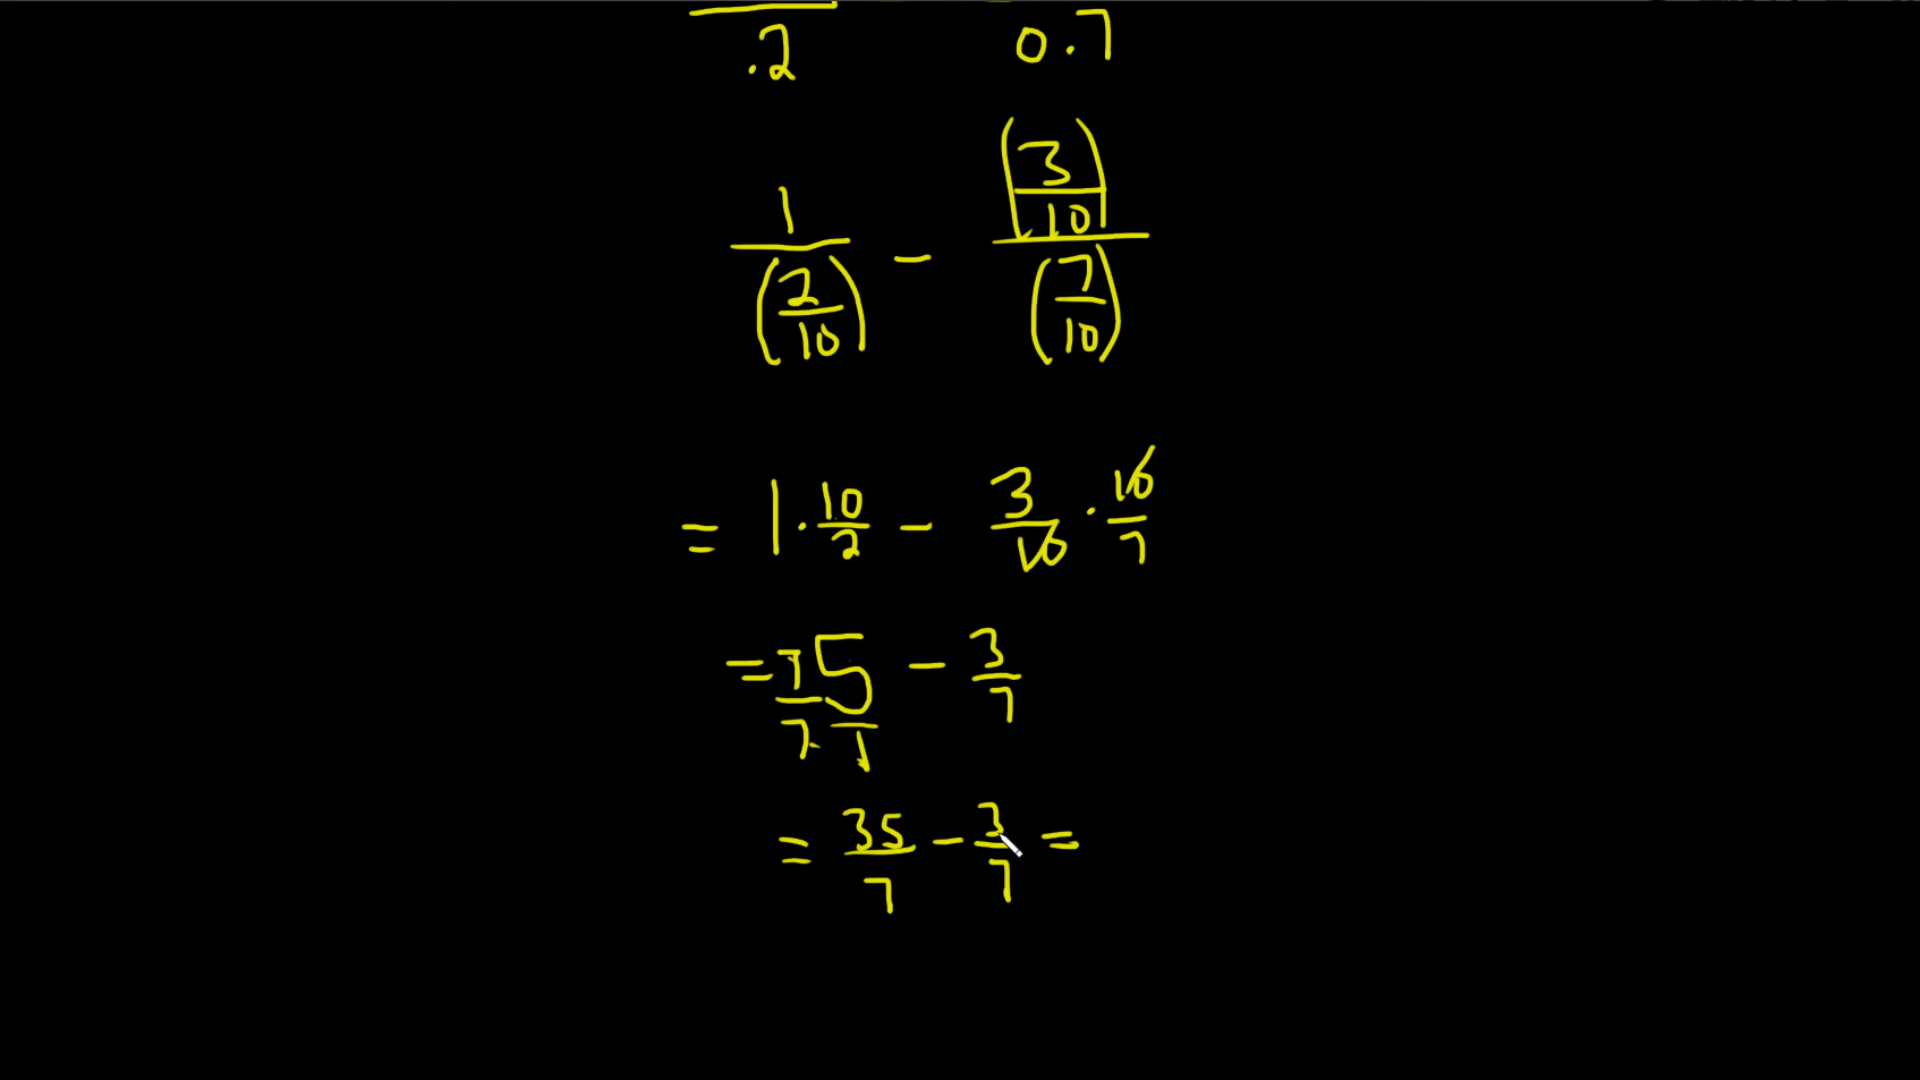 .2 0.7
1/(2/10) - (3/10)/(7/10)
= 1 · 10/2 - 3/10 · 10/7
= 7/7 · 5/1 - 3/7
= 35/7 - 3/7 =